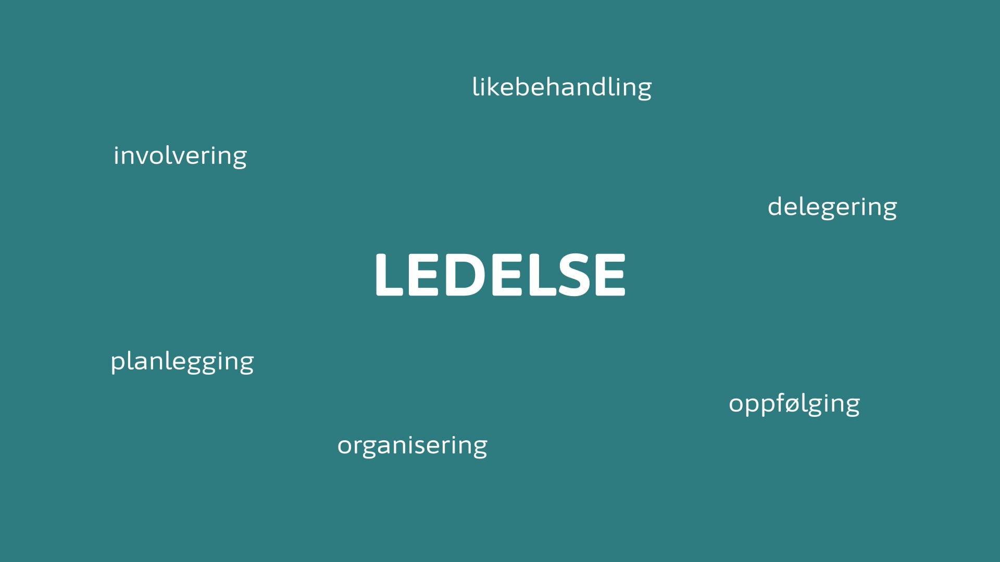 likebehandling
involvering
delegering
LEDELSE
planlegging
oppfølging
organisering